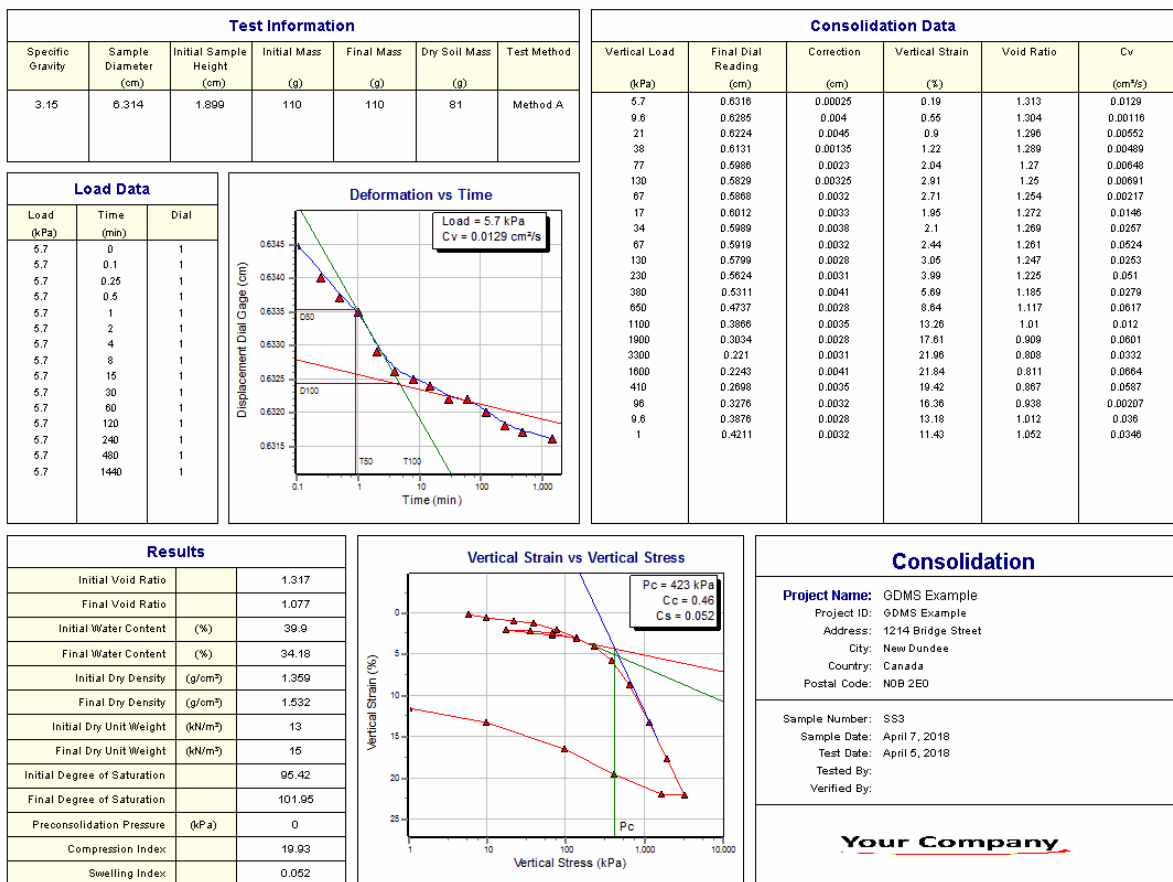 Test Information
Specific Gravity Sample Diameter (cm) Initial Sample Height (cm) Initial Mass (g) Final Mass (g) Dry Soil Mass (g) Test Method
3.15 6.314 1.899 110 110 81 Method A
Load Data
Load (kPa) Time (min) Dial
5.7 0 1
5.7 0.1 1
5.7 0.25 1
5.7 0.5 1
5.7 1 1
5.7 2 1
5.7 4 1
5.7 8 1
5.7 15 1
5.7 30 1
5.7 60 1
5.7 120 1
5.7 240 1
5.7 480 1
5.7 1440 1
Deformation vs Time
Load = 5.7 kPa
Cv = 0.0129 cm²/s
Displacement Dial Gage (cm)
0.6345
0.6340
0.6335
0.6330
0.6325
0.6320
0.6315
D50
D100
T50 T100
0.1 1 10 100 1,000
Time (min)
Consolidation Data
Vertical Load (kPa) Final Dial Reading (cm) Correction (cm) Vertical Strain (%) Void Ratio Cv (cm²/s)
5.7 0.6316 0.00025 0.19 1.313 0.0129
9.6 0.6285 0.004 0.55 1.304 0.00116
21 0.6224 0.0045 0.9 1.296 0.00552
38 0.6131 0.00135 1.22 1.289 0.00489
77 0.5986 0.0023 2.04 1.27 0.00648
130 0.5829 0.00325 2.91 1.25 0.00691
67 0.5868 0.0032 2.71 1.254 0.00217
17 0.6012 0.0033 1.95 1.272 0.0146
34 0.5989 0.0038 2.1 1.269 0.0257
67 0.5919 0.0032 2.44 1.261 0.0524
130 0.5799 0.0028 3.05 1.247 0.0253
230 0.5624 0.0031 3.99 1.225 0.051
380 0.5311 0.0041 5.69 1.185 0.0279
650 0.4737 0.0028 8.64 1.117 0.0617
1100 0.3866 0.0035 13.26 1.01 0.012
1900 0.3034 0.0028 17.61 0.909 0.0601
3300 0.221 0.0031 21.96 0.808 0.0332
1600 0.2243 0.0041 21.84 0.811 0.0664
410 0.2698 0.0035 19.42 0.867 0.0587
96 0.3276 0.0032 16.36 0.938 0.00207
9.6 0.3876 0.0028 13.18 1.012 0.036
1 0.4211 0.0032 11.43 1.052 0.0346
Results
Initial Void Ratio 1.317
Final Void Ratio 1.077
Initial Water Content (%) 39.9
Final Water Content (%) 34.18
Initial Dry Density (g/cm³) 1.359
Final Dry Density (g/cm³) 1.532
Initial Dry Unit Weight (kN/m³) 13
Final Dry Unit Weight (kN/m³) 15
Initial Degree of Saturation 95.42
Final Degree of Saturation 101.95
Preconsolidation Pressure (kPa) 0
Compression Index 19.93
Swelling Index 0.052
Vertical Strain vs Vertical Stress
Pc = 423 kPa
Cc = 0.46
Cs = 0.052
Vertical Strain (%)
0
5
10
15
20
25
Pc
1 10 100 1,000 10,000
Vertical Stress (kPa)
Consolidation
Project Name: GDMS Example
Project ID: GDMS Example
Address: 1214 Bridge Street
City: New Dundee
Country: Canada
Postal Code: N0B 2E0
Sample Number: SS3
Sample Date: April 7, 2018
Test Date: April 5, 2018
Tested By:
Verified By:
Your Company